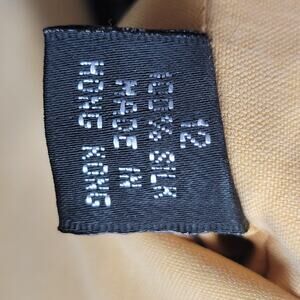 12
100% SILK
MADE IN
HONG KONG